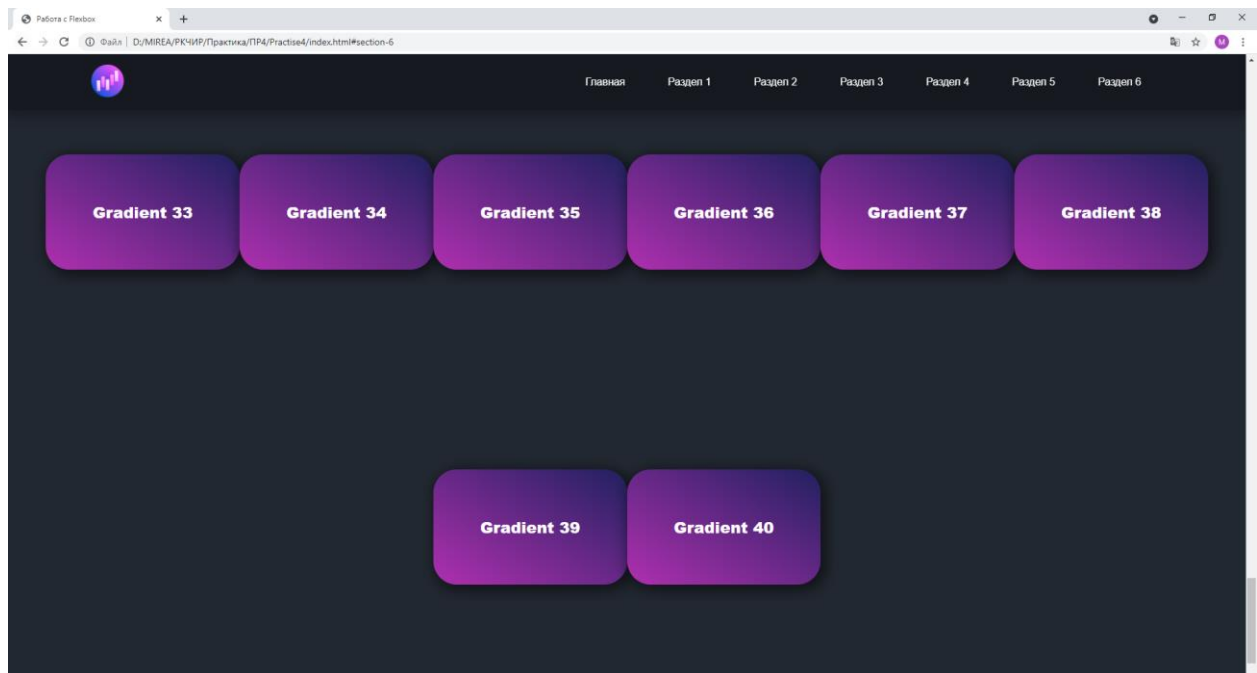 Работа с Flexbox
Файл | D:/MIREA/РКЧИР/Практика/ПР4/Practise4/index.html#section-6
M
Главная Раздел 1 Раздел 2 Раздел 3 Раздел 4 Раздел 5 Раздел 6
Gradient 33 Gradient 34 Gradient 35 Gradient 36 Gradient 37 Gradient 38
Gradient 39 Gradient 40